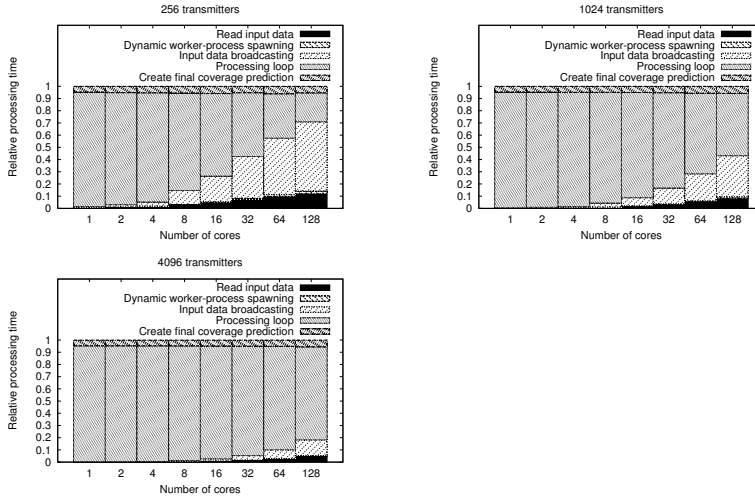 256 transmitters
Read input data
Dynamic worker-process spawning
Input data broadcasting
Processing loop
Create final coverage prediction
1
0.9
0.8
0.7
0.6
0.5
0.4
0.3
0.2
0.1
0
Relative processing time
1 2 4 8 16 32 64 128
Number of cores
1024 transmitters
Read input data
Dynamic worker-process spawning
Input data broadcasting
Processing loop
Create final coverage prediction
1
0.9
0.8
0.7
0.6
0.5
0.4
0.3
0.2
0.1
0
Relative processing time
1 2 4 8 16 32 64 128
Number of cores
4096 transmitters
Read input data
Dynamic worker-process spawning
Input data broadcasting
Processing loop
Create final coverage prediction
1
0.9
0.8
0.7
0.6
0.5
0.4
0.3
0.2
0.1
0
Relative processing time
1 2 4 8 16 32 64 128
Number of cores